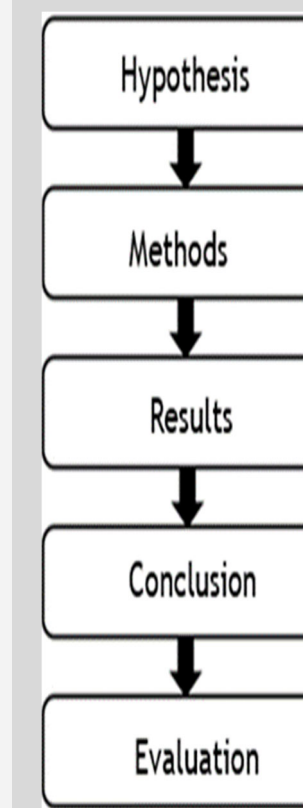 Hypothesis
Methods
Results
Conclusion
Evaluation